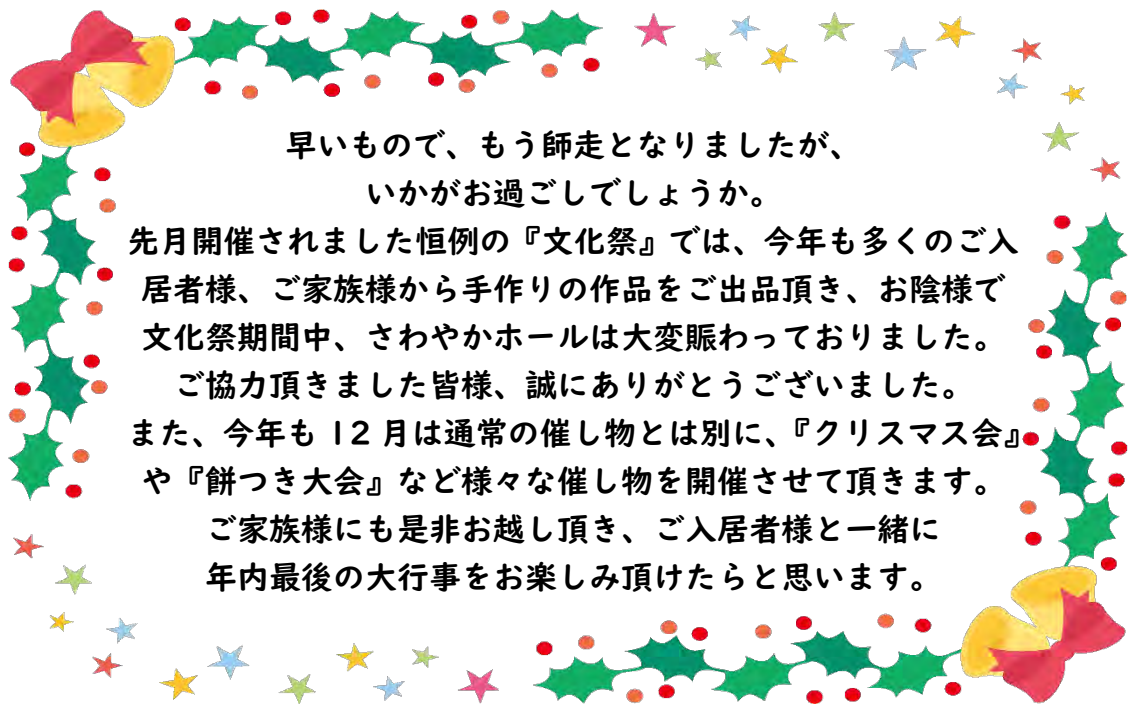 早いもので、もう師走となりましたが、
いかがお過ごしでしょうか。
先月開催されました恒例の『文化祭』では、今年も多くのご入
居者様、ご家族様から手作りの作品をご出品頂き、お陰様で
文化祭期間中、さわやかホールは大変賑わっておりました。
ご協力頂きました皆様、誠にありがとうございました。
また、今年も 12 月は通常の催し物とは別に、『クリスマス会』
や『餅つき大会』など様々な催し物を開催させて頂きます。
ご家族様にも是非お越し頂き、ご入居者様と一緒に
年内最後の大行事をお楽しみ頂けたらと思います。